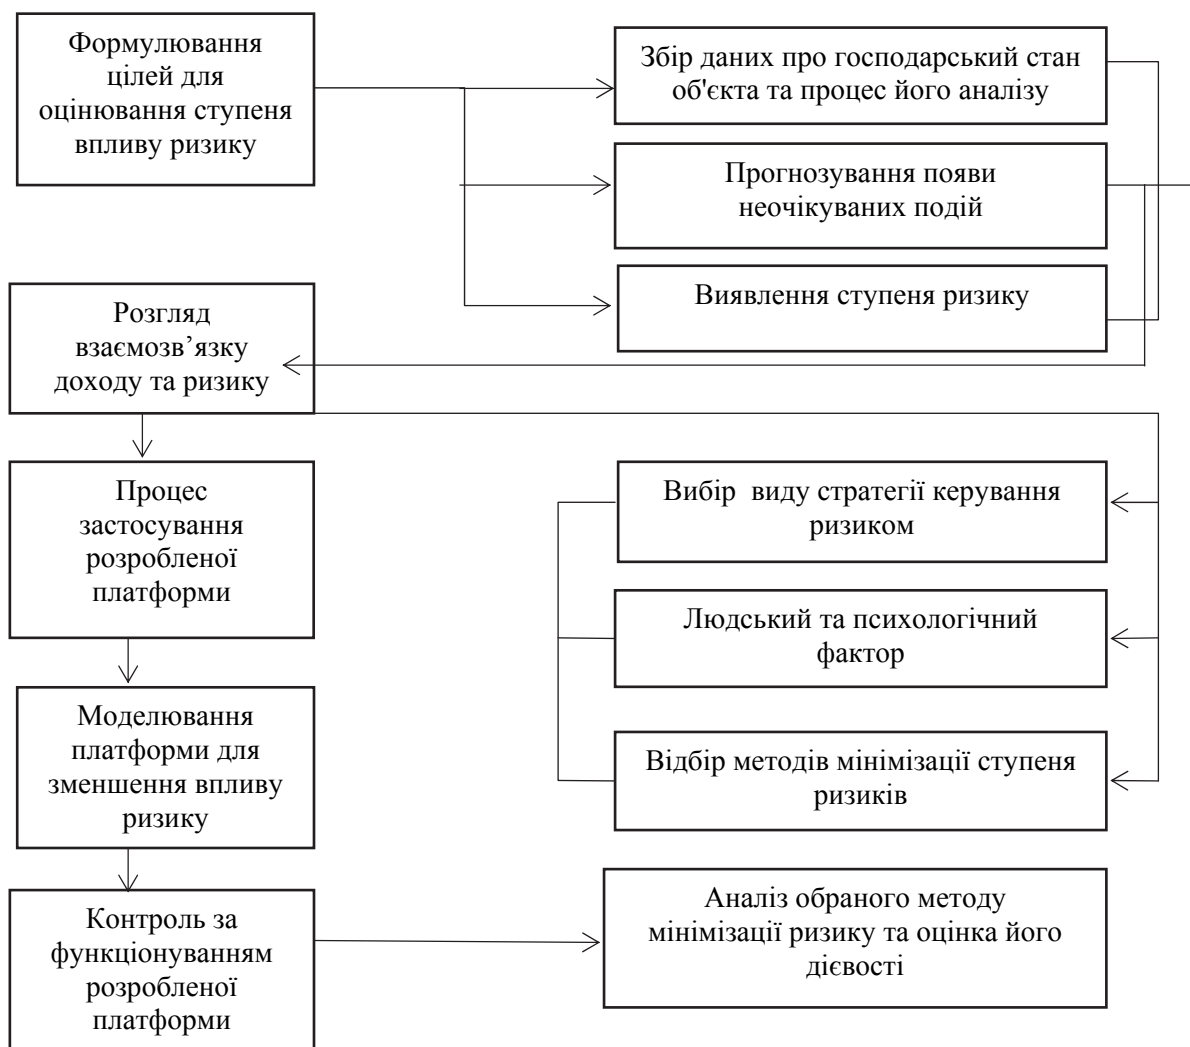 Формулювання
цілей для
оцінювання ступеня
впливу ризику
Збір даних про господарський стан
об'єкта та процес його аналізу
Прогнозування появи
неочікуваних подій
Виявлення ступеня ризику
Розгляд
взаємозв’язку
доходу та ризику
Процес
застосування
розробленої
платформи
Вибір виду стратегії керування
ризиком
Людський та психологічний
фактор
Моделювання
платформи для
зменшення впливу
ризику
Відбір методів мінімізації ступеня
ризиків
Контроль за
функціонуванням
розробленої
платформи
Аналіз обраного методу
мінімізації ризику та оцінка його
дієвості